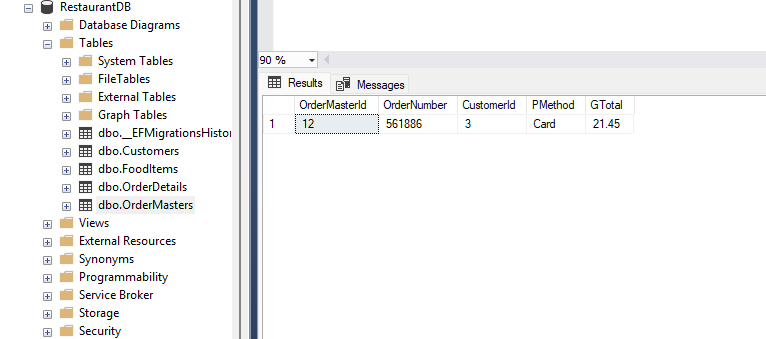 RestaurantDB
Database Diagrams
Tables
System Tables
FileTables
External Tables
Graph Tables
dbo.__EFMigrationsHistor
dbo.Customers
dbo.FoodItems
dbo.OrderDetails
dbo.OrderMasters
Views
External Resources
Synonyms
Programmability
Service Broker
Storage
Security
90 %
Results Messages
OrderMasterId OrderNumber CustomerId PMethod GTotal
1 12 561886 3 Card 21.45